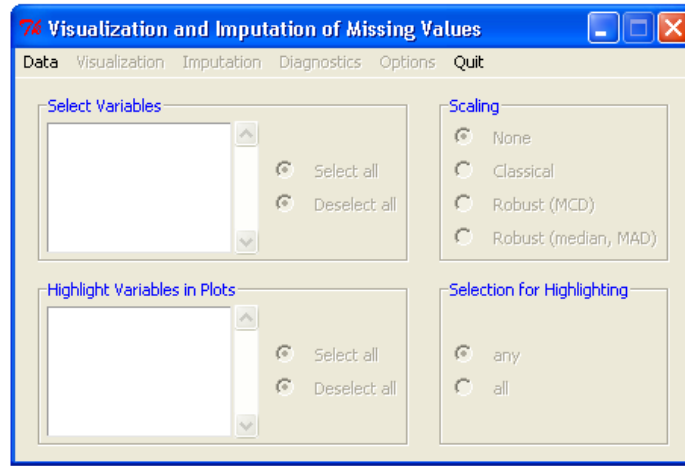 Visualization and Imputation of Missing Values
Data Visualization Imputation Diagnostics Options Quit
Select Variables
Select all
Deselect all
Scaling
None
Classical
Robust (MCD)
Robust (median, MAD)
Highlight Variables in Plots
Select all
Deselect all
Selection for Highlighting
any
all